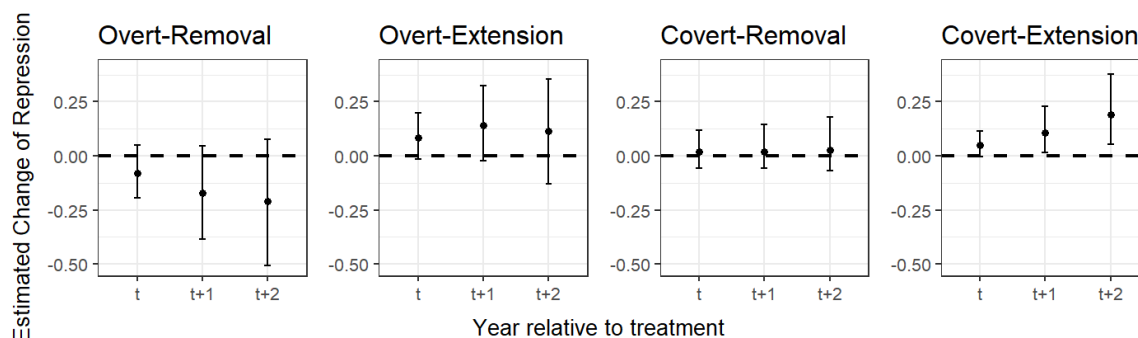 Overt-Removal
Overt-Extension
Covert-Removal
Covert-Extension
Estimated Change of Repression
0.25
0.00
-0.25
-0.50
t
t+1
t+2
0.25
0.00
-0.25
-0.50
t
t+1
t+2
0.25
0.00
-0.25
-0.50
t
t+1
t+2
0.25
0.00
-0.25
-0.50
t
t+1
t+2
Year relative to treatment